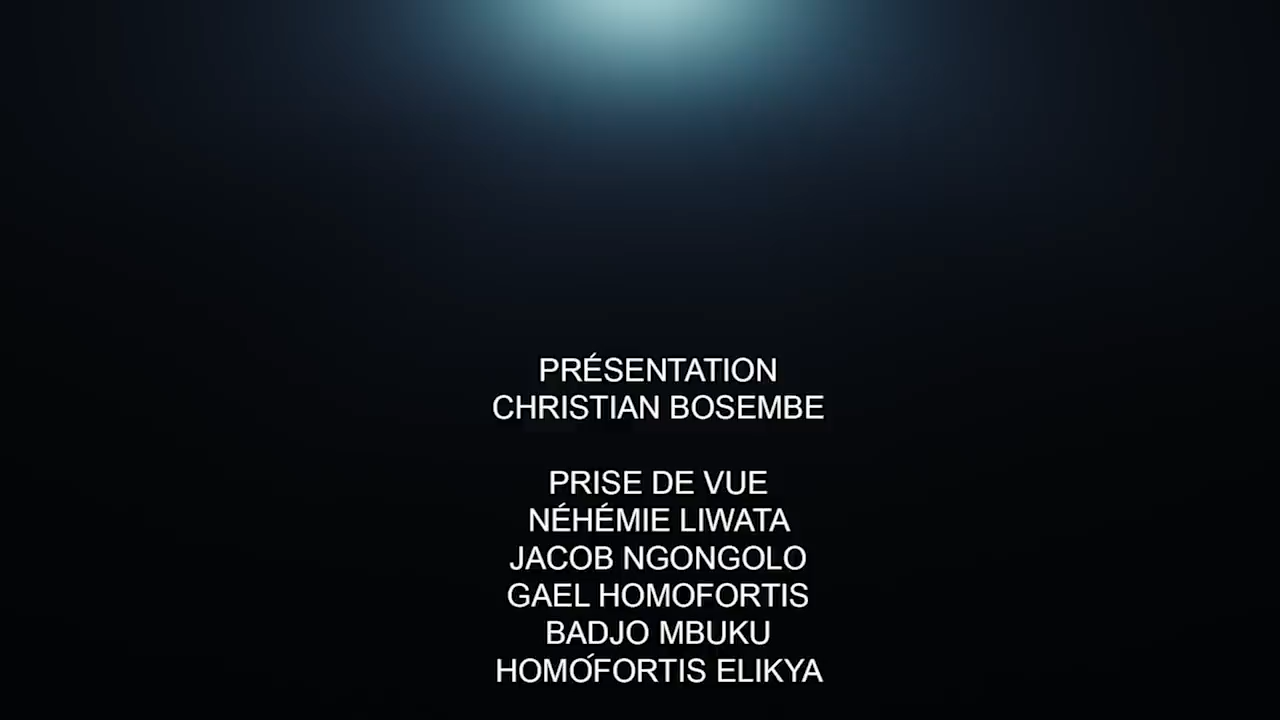 PRÉSENTATION
CHRISTIAN BOSEMBE
PRISE DE VUE
NÉHÉMIE LIWATA
JACOB NGONGOLO
GAEL HOMOFORTIS
BADJO MBUKU
HOMÓFORTIS ELIKYA